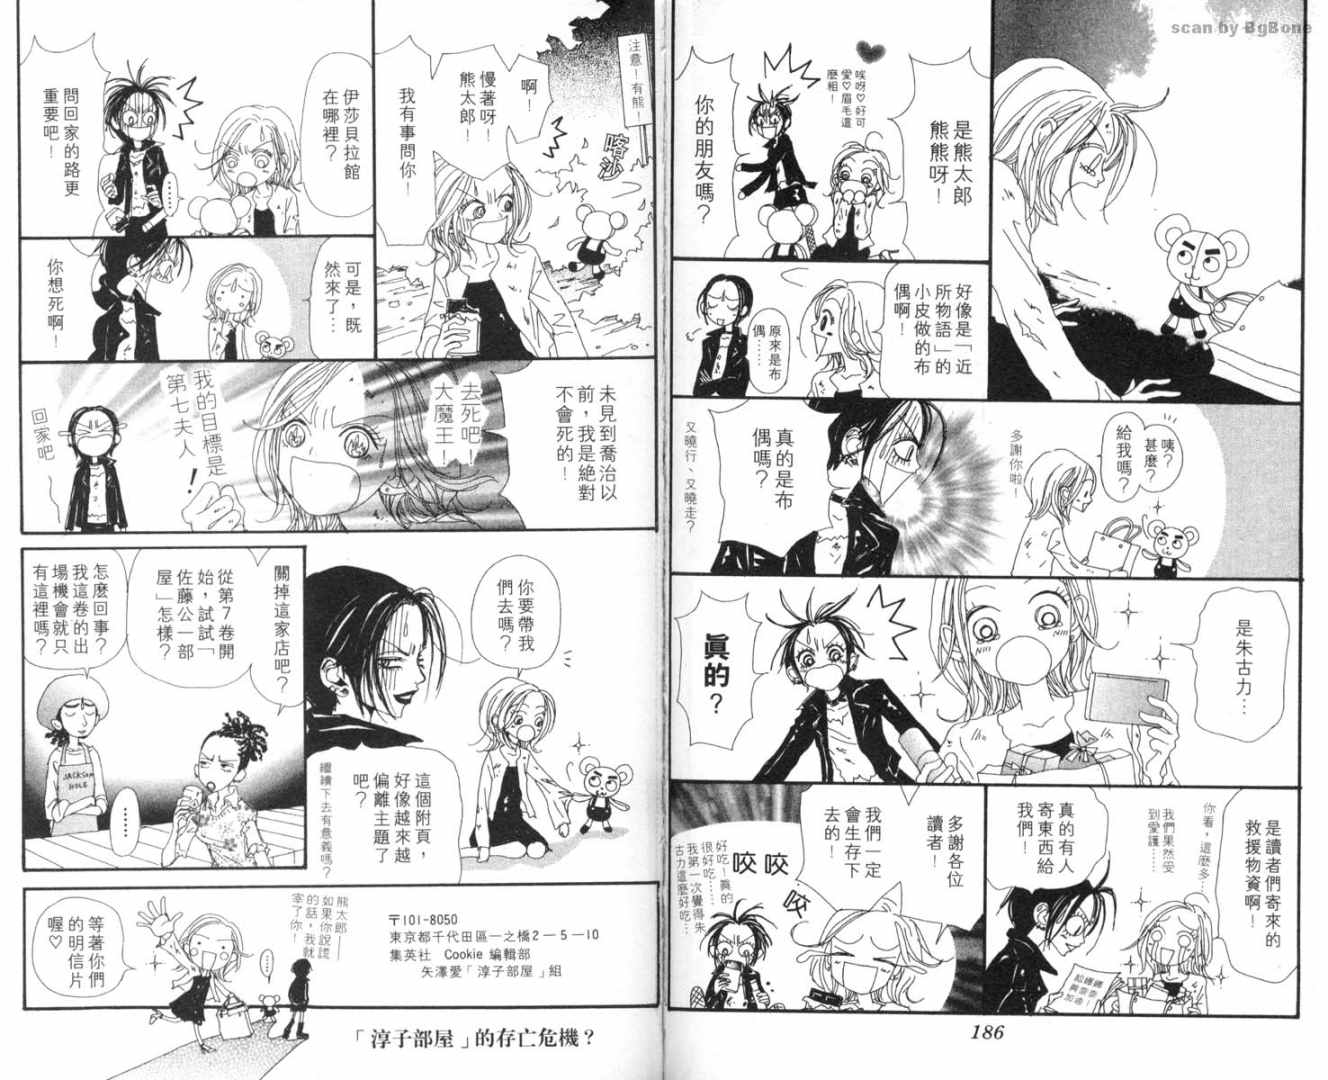 scan by BgBone
是熊太郎
熊熊呀！
唉呀♡好可
愛♡眉毛這
麼粗！
你的朋友嗎？
好像是「近
所物語」的
小皮做的布
偶啊！
原來是布
偶……
咦？
甚麼？
給我嗎？
多謝你啦！
真的是布
偶嗎？
又曉行、又曉走？
是朱古力…
真的？
是讀者們寄來的
救援物資啊！
你看，這麼多…
我們果然受
到愛護……
真的有人
寄東西給
我們！
多謝各位
讀者！
我們一定
會生存下
去的！
咬
咬
咬
好吃！真的
很好吃……
我第一次覺得朱
古力這麼好吃…
186
注意！有熊！
喀沙
啊！
慢著呀！
熊太郎！
我有事問你！
伊莎貝拉館
在哪裡？
……
問回家的路更
重要吧！
可是，既
然來了…
你想死啊！
未見到喬治以
前，我是絕對
不會死的！
去死吧！
大魔王！
我的目標是
第七夫人！
回家吧
你要帶我
們去嗎？
這個附頁，
好像越來越
偏離主題了
吧？
繼續下去有意義嗎？
關掉這家店吧？
從第7卷開
始，試試「
佐藤公一部
屋」怎樣？
怎麼回事？
我這卷的出
場機會就只
有這裡嗎？
JACKSON
HOLE
……
〒101-8050
東京都千代田區一之橋2－5－10
集英社　Cookie 編輯部
矢澤愛「淳子部屋」組
熊太郎——
如果你說謊
的話，我就
宰了你！
……
等著你們
的明信片
喔♡
「淳子部屋」的存亡危機？